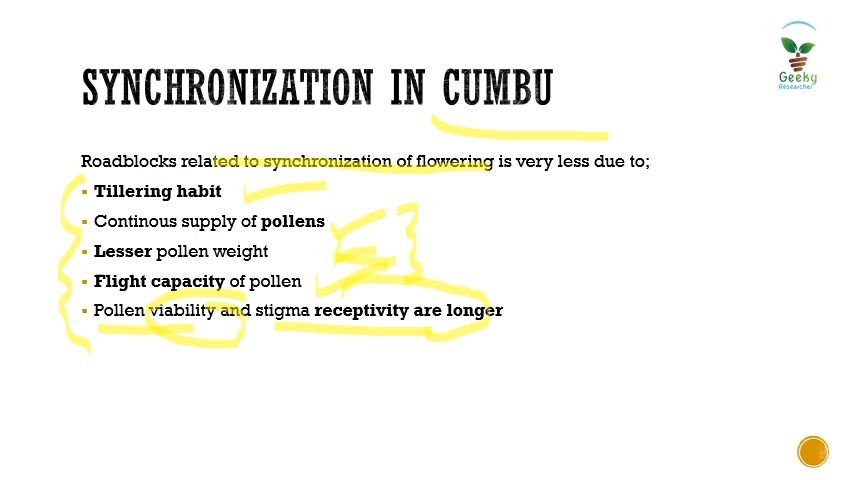 Geeky
Researcher
SYNCHRONIZATION IN CUMBU
Roadblocks related to synchronization of flowering is very less due to;
▪ Tillering habit
▪ Continous supply of pollens
▪ Lesser pollen weight
▪ Flight capacity of pollen
▪ Pollen viability and stigma receptivity are longer